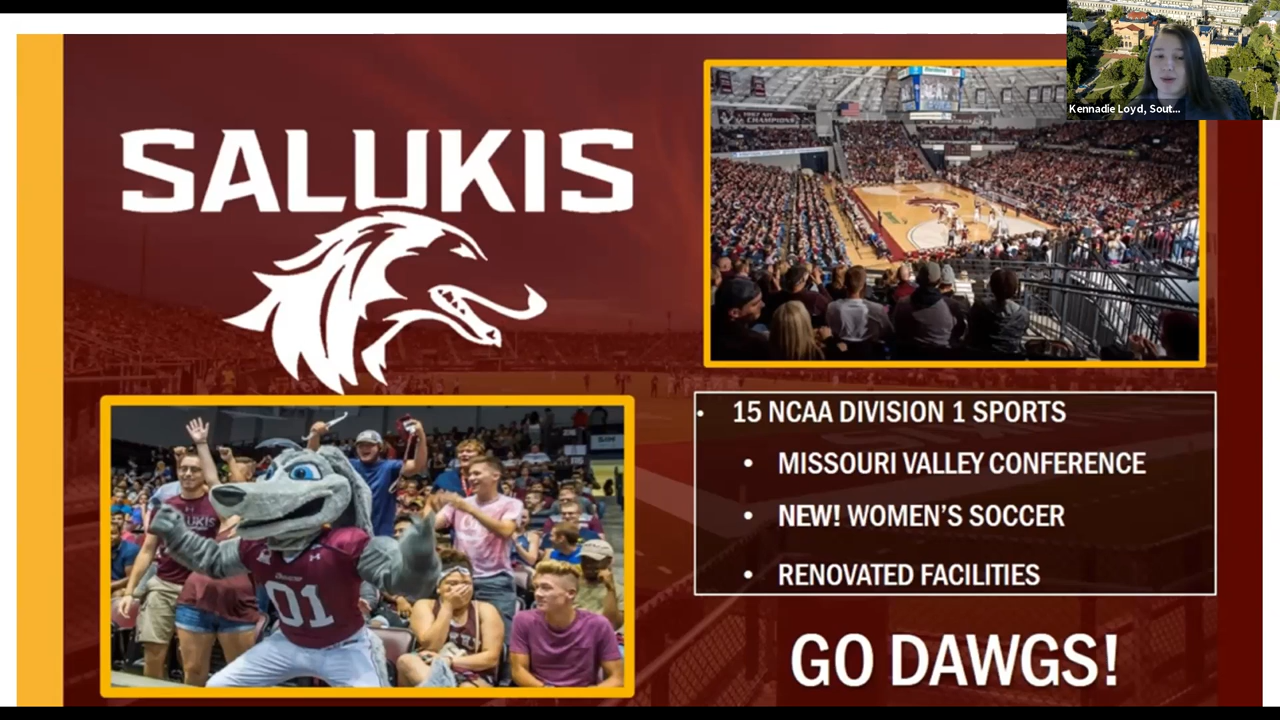 SALUKIS
CHAMPIONS
Kennadie Loyd, Sout...
• 15 NCAA DIVISION 1 SPORTS
• MISSOURI VALLEY CONFERENCE
• NEW! WOMEN'S SOCCER
• RENOVATED FACILITIES
01
GO DAWGS!